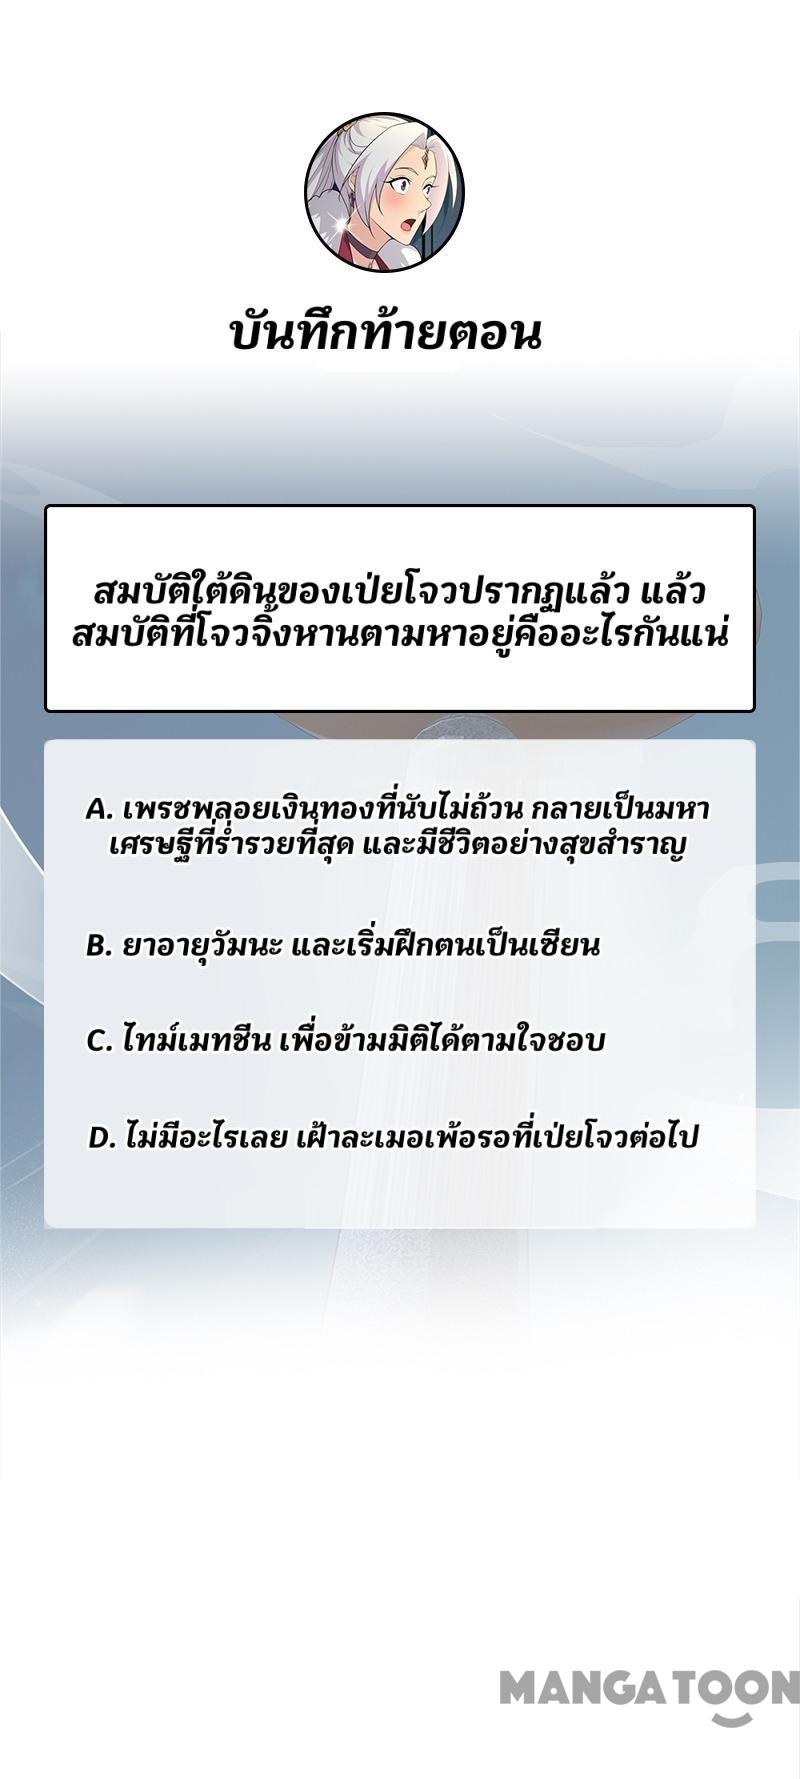 บันทึกท้ายตอน
สมบัติใต้ดินของเป่ยโจวปรากฏแล้ว แล้ว
สมบัติที่โจวจิ้งหานตามหาอยู่คืออะไรกันแน่
A. เพรชพลอยเงินทองที่นับไม่ถ้วน กลายเป็นมหา
เศรษฐีที่ร่ำรวยที่สุด และมีชีวิตอย่างสุขสำราญ
B. ยาอายุวัมนะ และเริ่มฝึกตนเป็นเซียน
C. ไทม์เมทชีน เพื่อข้ามมิติได้ตามใจชอบ
D. ไม่มีอะไรเลย เฝ้าละเมอเพ้อรอที่เป่ยโจวต่อไป
MANGATOON